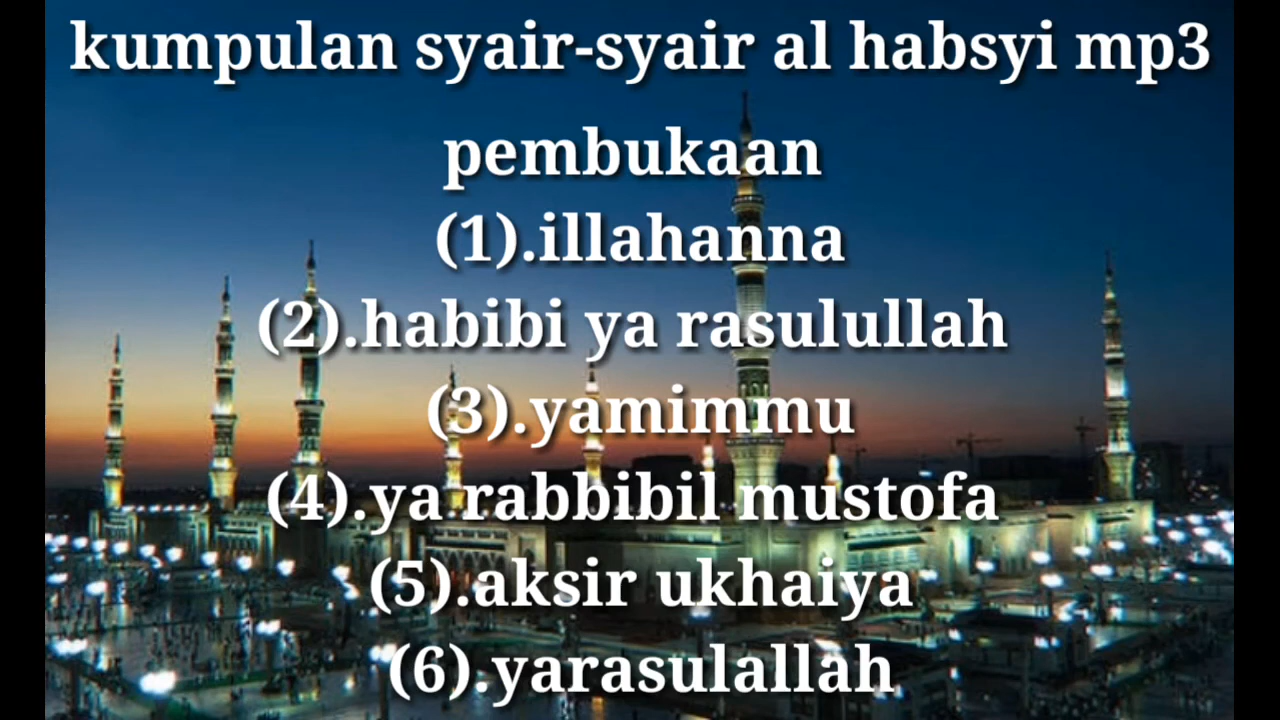 kumpulan syair-syair al habsyi mp3
pembukaan
(1).illahanna
(2).habibi ya rasulullah
(3).yamimmu
(4).ya rabbibil mustofa
(5).aksir ukhaiya
(6).yarasulallah